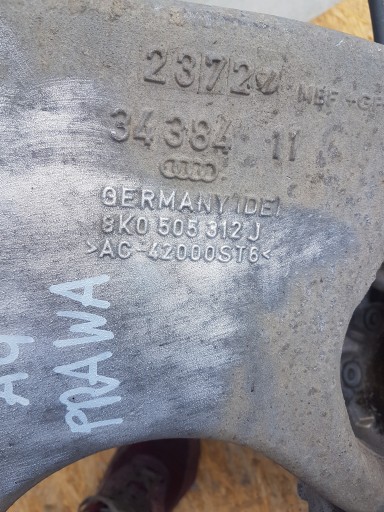 2372
34384 11
GERMANY(DE)
8K0 505 312 J
>AC-42000ST6<
A4
PRAWA